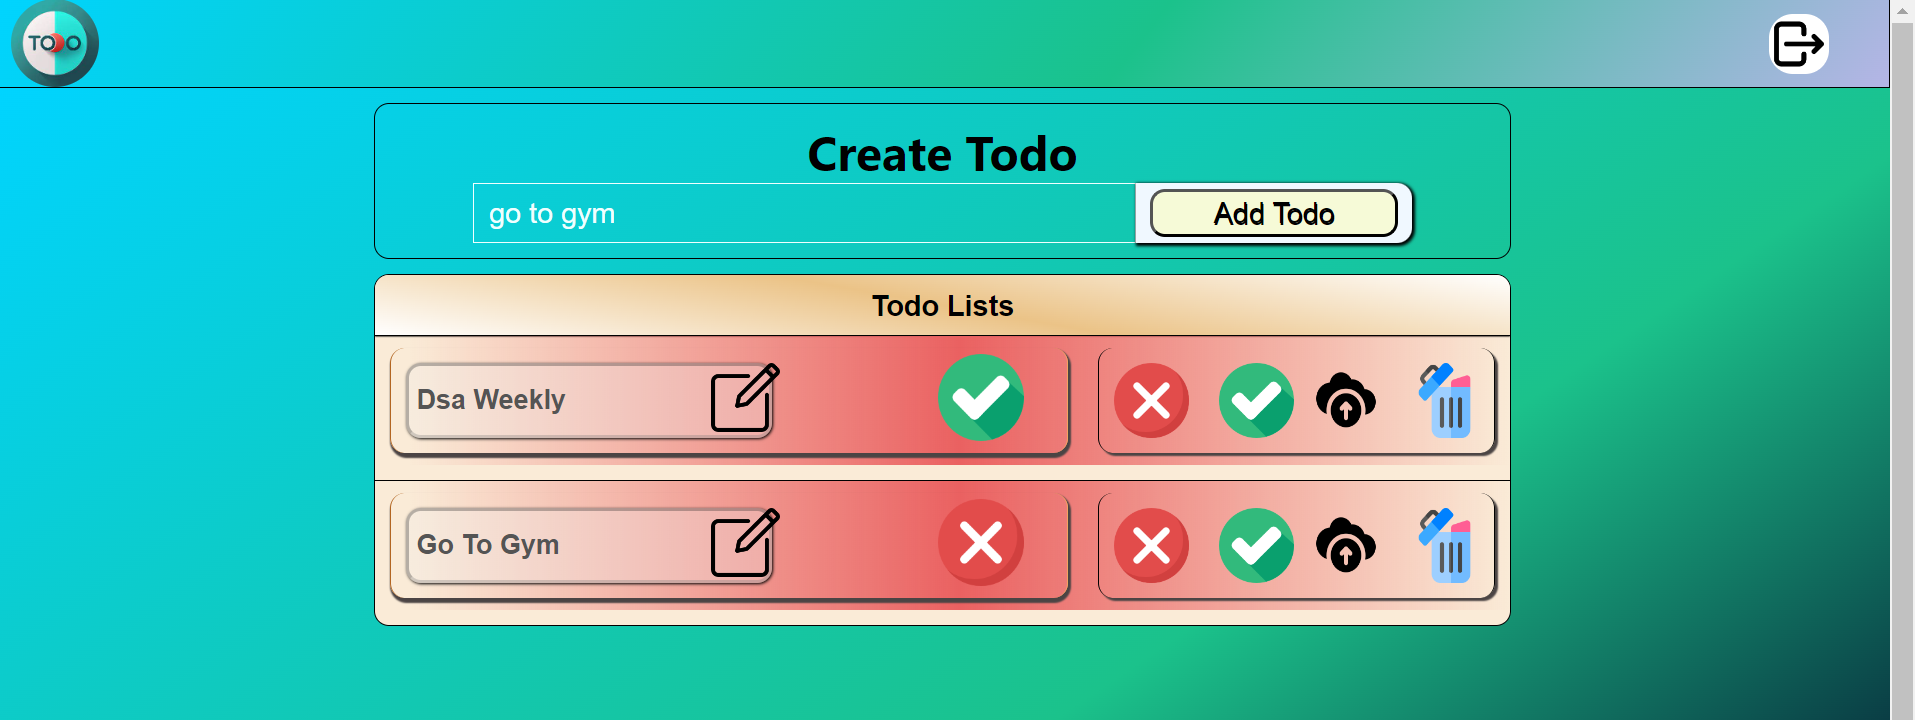 TODO
Create Todo
go to gym
Add Todo
Todo Lists
Dsa Weekly
Go To Gym